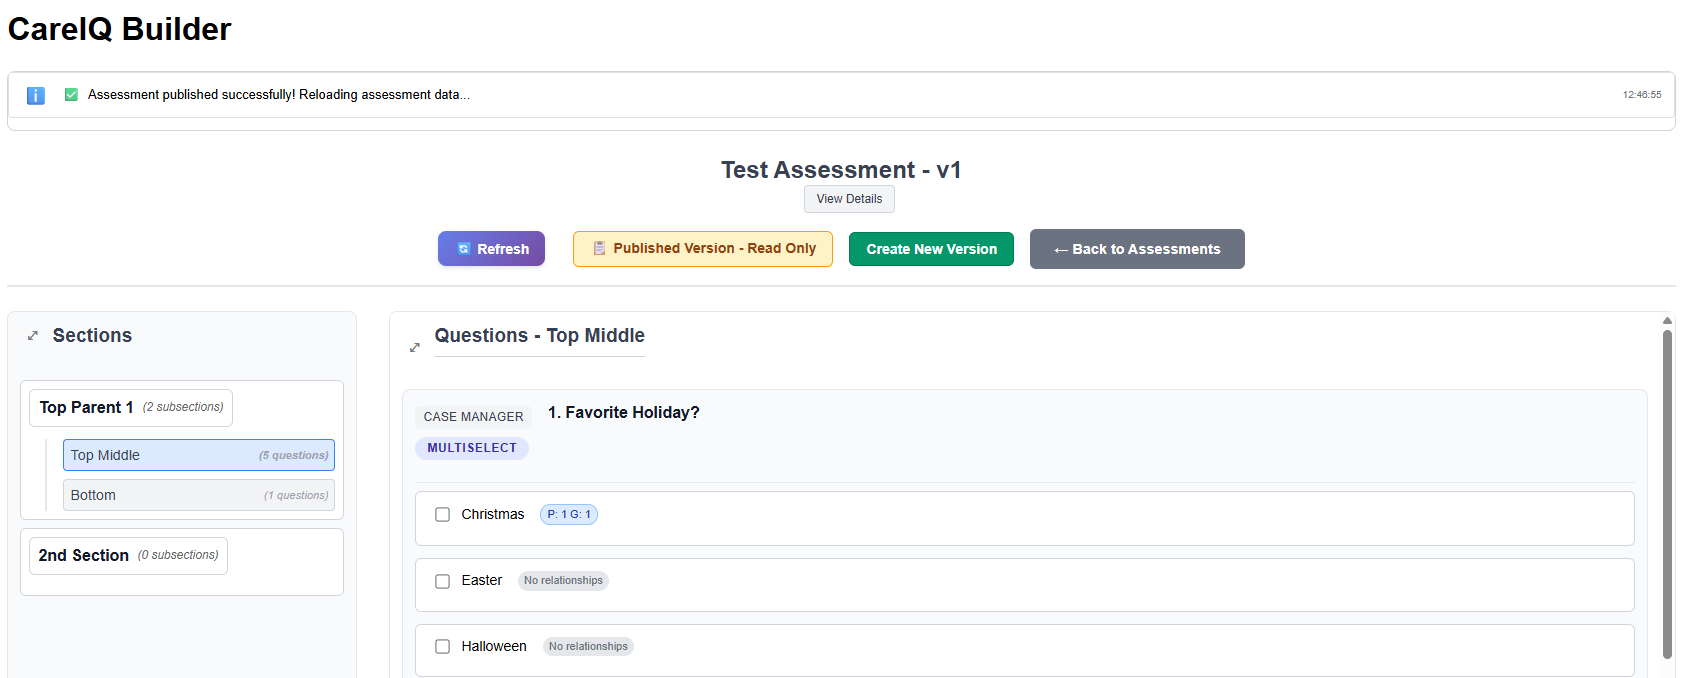 CareIQ Builder
Assessment published successfully! Reloading assessment data...
12:46:55
Test Assessment - v1
View Details
Refresh
Published Version - Read Only
Create New Version
← Back to Assessments
Sections
Top Parent 1 (2 subsections)
Top Middle (5 questions)
Bottom (1 questions)
2nd Section (0 subsections)
Questions - Top Middle
CASE MANAGER
1. Favorite Holiday?
MULTISELECT
Christmas P: 1 G: 1
Easter No relationships
Halloween No relationships